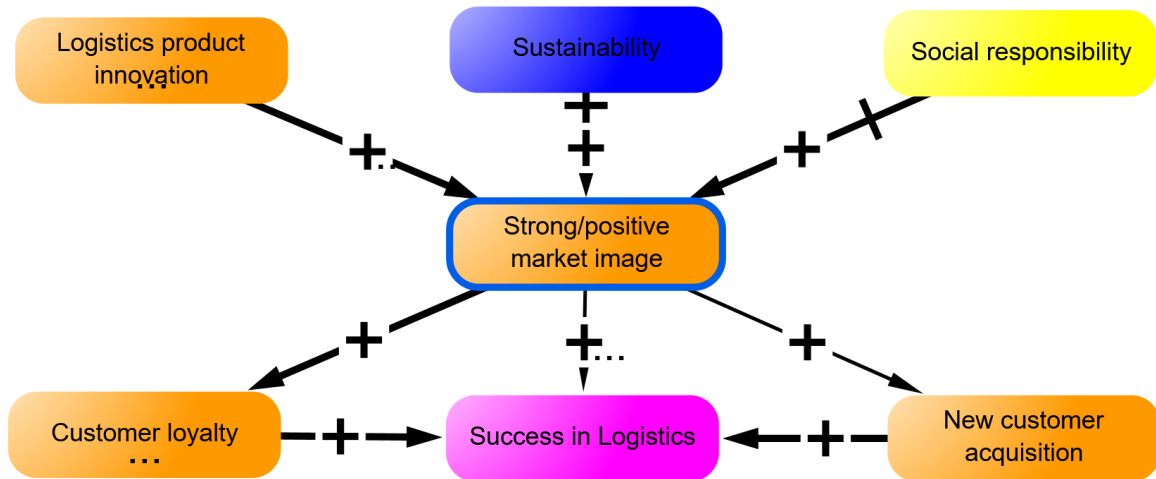 Logistics product
innovation
...
Sustainability
Social responsibility
+..
+
+
+
+
Strong/positive
market image
+
+...
+
Customer loyalty
...
+
Success in Logistics
+
New customer
acquisition